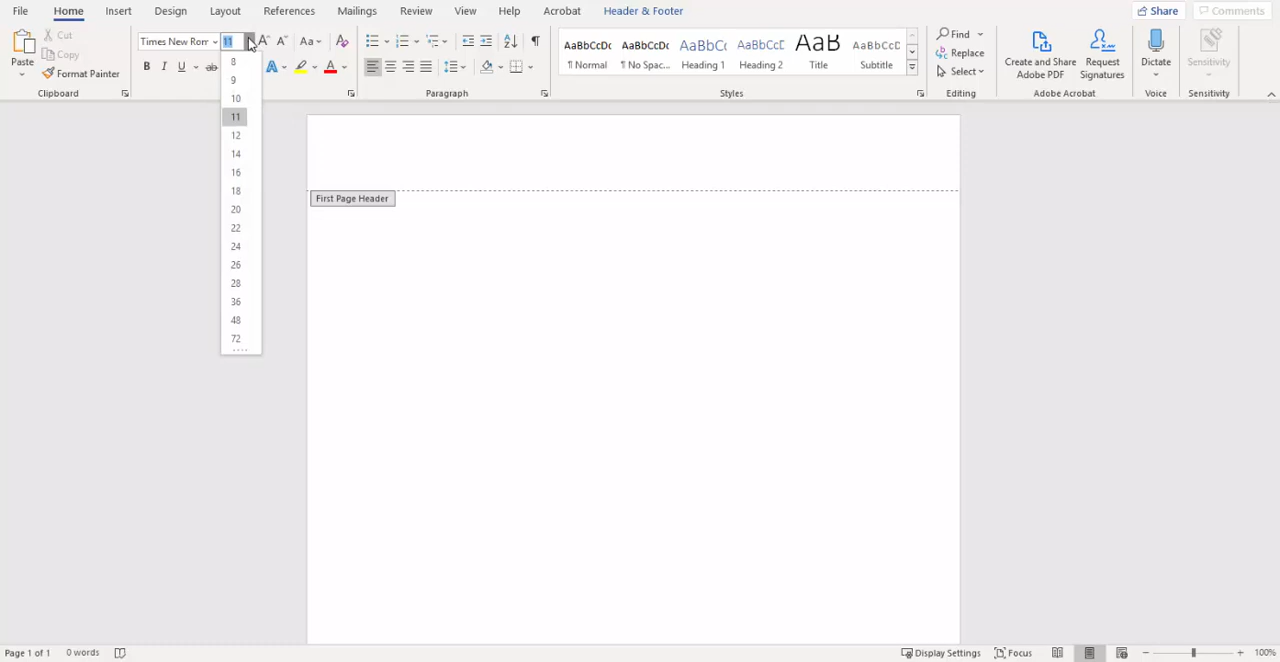 File Home Insert Design Layout References Mailings Review View Help Acrobat Header & Footer Share Comments
Paste Cut Copy Format Painter Clipboard
Times New Rom 11 Aa B I U ab A A
Paragraph
AaBbCcDc ¶ Normal AaBbCcDc ¶ No Spac... AaBbCc Heading 1 AaBbCcD Heading 2 AaB Title AaBbCcD Subtitle Styles
Find Replace Select Editing
Create and Share Adobe PDF Request Signatures Adobe Acrobat
Dictate Voice
Sensitivity Sensitivity
8
9
10
11
12
14
16
18
20
22
24
26
28
36
48
72
First Page Header
Page 1 of 1 0 words Display Settings Focus 100%